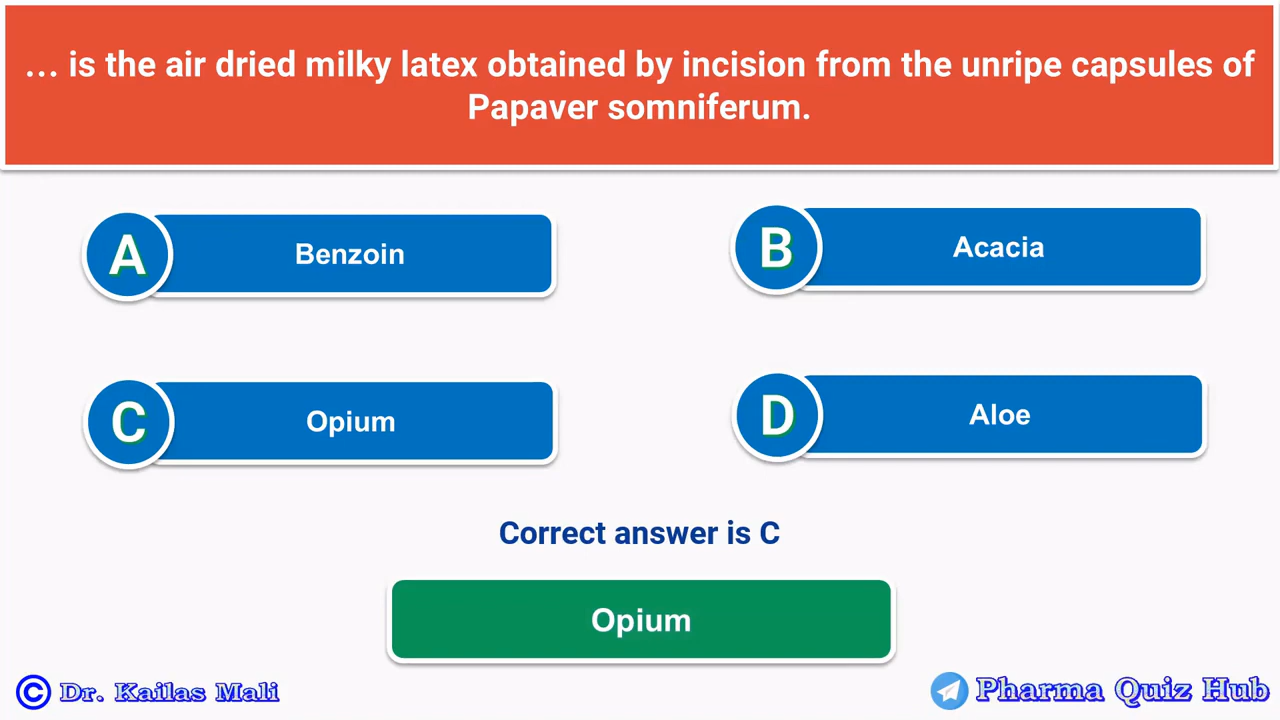 ... is the air dried milky latex obtained by incision from the unripe capsules of
Papaver somniferum.
A Benzoin
B Acacia
C Opium
D Aloe
Correct answer is C
Opium
© Dr. Kailas Mali
Pharma Quiz Hub